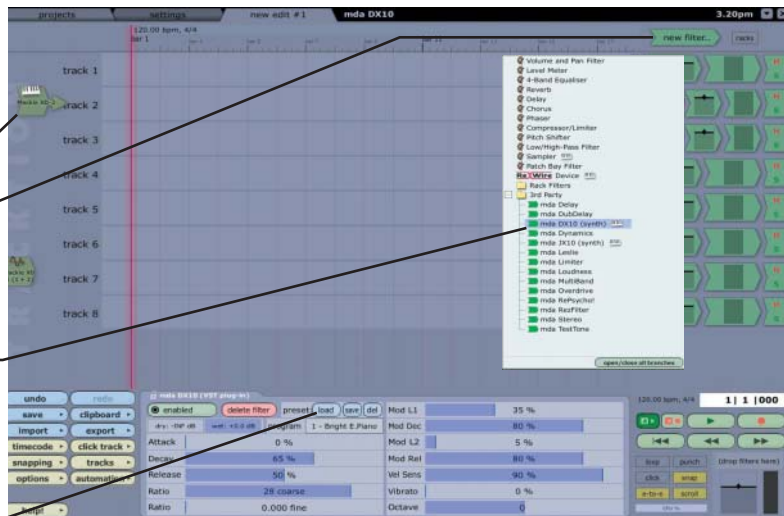 projects
settings
new edit #1
mda DX10
3.20pm
120.00 bpm, 4/4
bar 1
new filter...
racks
track 1
track 2
track 3
track 4
track 5
track 6
track 7
track 8
Volume and Pan Filter
Level Meter
4-Band Equaliser
Reverb
Delay
Chorus
Phaser
Compressor/Limiter
Pitch Shifter
Low/High-Pass Filter
Sampler
Patch Bay Filter
ReWire Device
Rack Filters
3rd Party
mda Delay
mda DubDelay
mda DX10 (synth)
mda Dynamics
mda JX10 (synth)
mda Leslie
mda Limiter
mda Loudness
mda MultiBand
mda Overdrive
mda RePsycho!
mda RezFilter
mda Stereo
mda TestTone
open/close all branches
undo
redo
save
clipboard
import
export
timecode
click track
snapping
tracks
options
automation
help!
mda DX10 (VST plug-in)
enabled
delete filter
preset:
load
save
del
dry: -INF dB
wet: +0.0 dB
program
1 - Bright E.Piano
Attack
0 %
Decay
65 %
Release
50 %
Ratio
28 coarse
Ratio
0.000 fine
Mod L1
35 %
Mod Dec
80 %
Mod L2
5 %
Mod Rel
80 %
Vel Sens
90 %
Vibrato
0 %
Octave
0
120.00 bpm, 4/4
1| 1 |000
loop
punch
click
snap
e-to-e
scroll
(drop filters here)